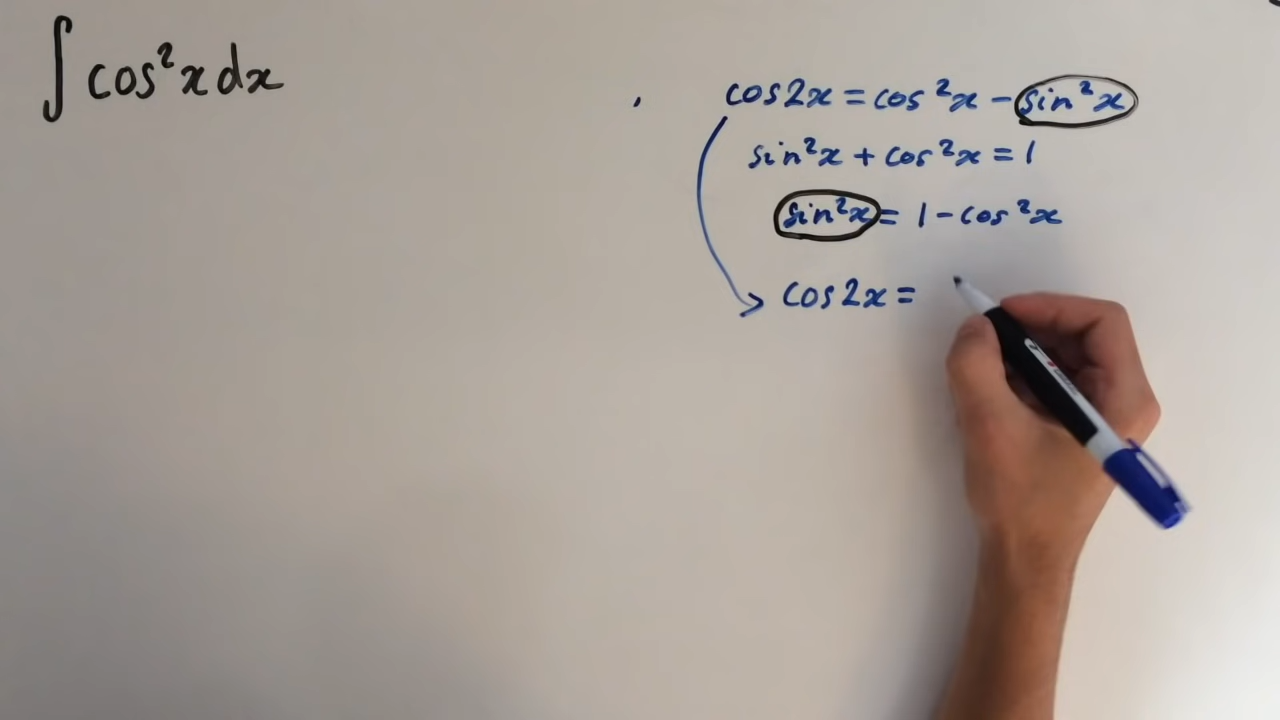 ∫ cos²x dx
cos2x = cos²x - sin²x
sin²x + cos²x = 1
sin²x = 1 - cos²x
cos2x =